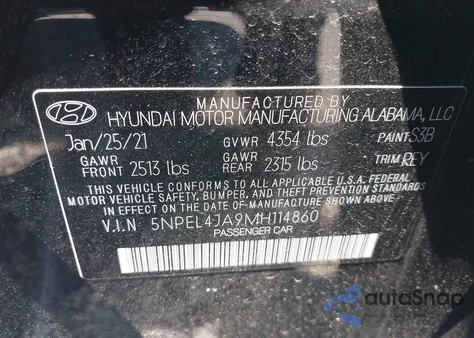 MANUFACTURED BY
HYUNDAI MOTOR MANUFACTURING ALABAMA, LLC
Jan/25/21 GVWR 4354 lbs PAINT S3B
GAWR FRONT 2513 lbs GAWR REAR 2315 lbs TRIM REY
THIS VEHICLE CONFORMS TO ALL APPLICABLE U.S.A. FEDERAL
MOTOR VEHICLE SAFETY, BUMPER, AND THEFT PREVENTION STANDARDS
IN EFFECT ON THE DATE OF MANUFACTURE SHOWN ABOVE.
V.I.N 5NPEL4JA9MH114860
PASSENGER CAR
autoSnap